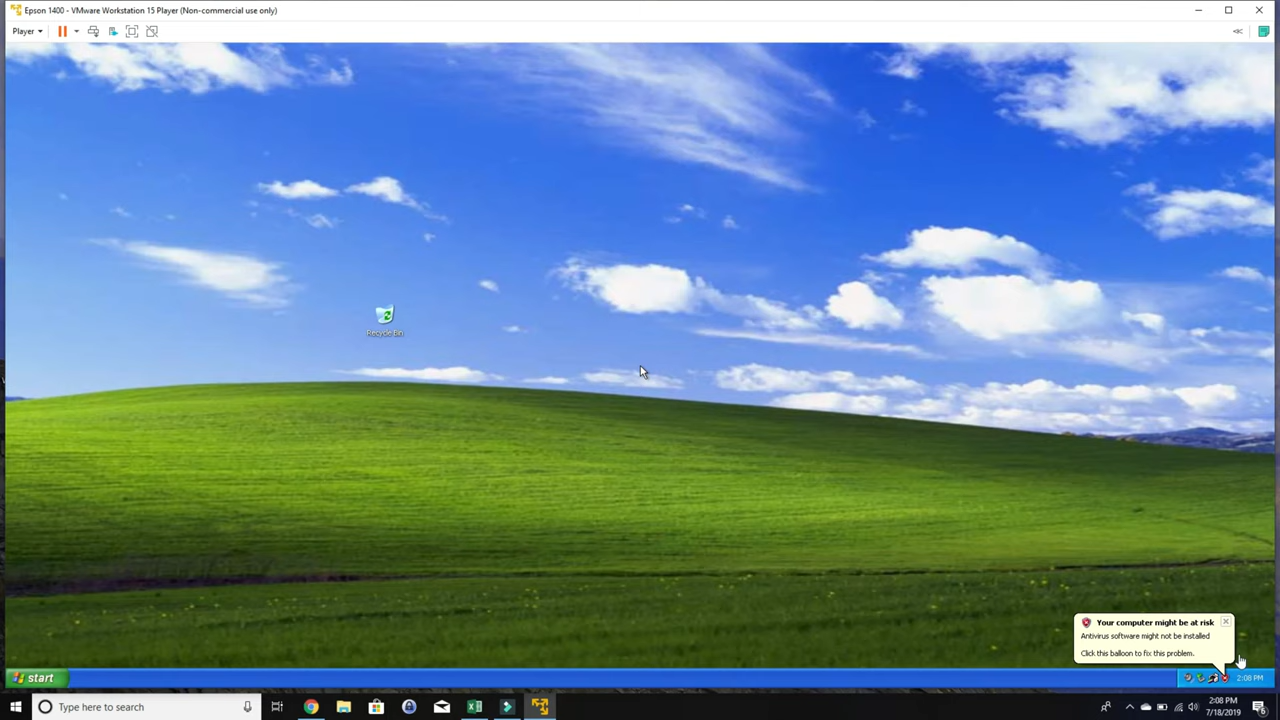 Epson 1400 - VMware Workstation 15 Player (Non-commercial use only)
Player
Recycle Bin
Your computer might be at risk
Antivirus software might not be installed
Click this balloon to fix this problem.
start
2:08 PM
Type here to search
2:08 PM
7/18/2019